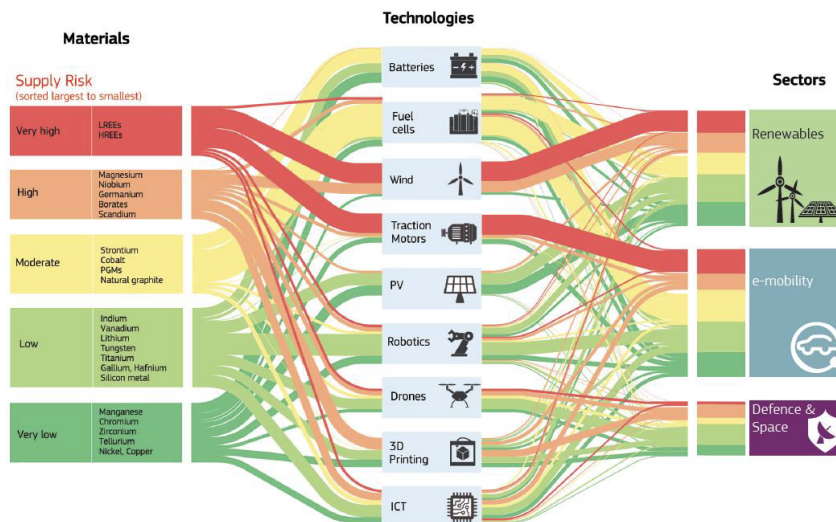 Technologies
Materials
Sectors
Supply Risk
(sorted largest to smallest)
Very high
LREEs
HREEs
High
Magnesium
Niobium
Germanium
Borates
Scandium
Moderate
Strontium
Cobalt
PGMs
Natural graphite
Low
Indium
Vanadium
Lithium
Tungsten
Titanium
Gallium, Hafnium
Silicon metal
Very low
Manganese
Chromium
Zirconium
Tellurium
Nickel, Copper
Batteries
Fuel
cells
Wind
Traction
Motors
PV
Robotics
Drones
3D
Printing
ICT
Renewables
e-mobility
Defence &
Space